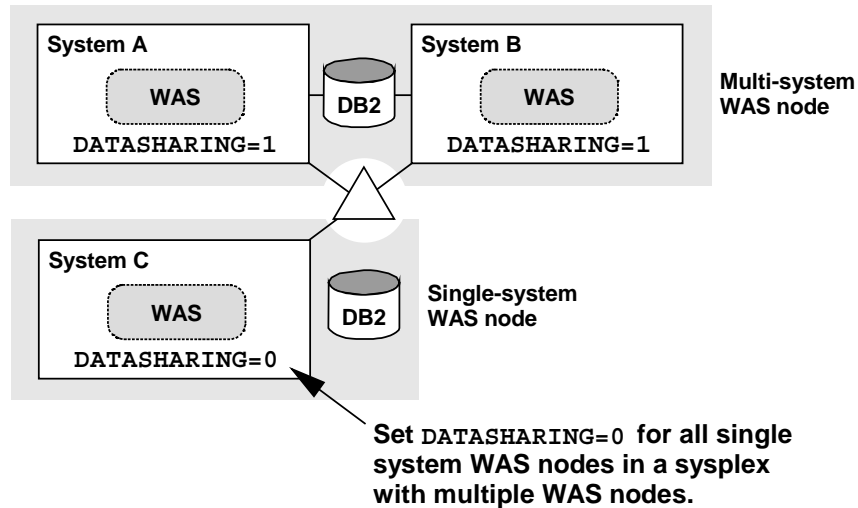 System A
WAS
DATASHARING=1
DB2
System B
WAS
DATASHARING=1
Multi-system
WAS node
System C
WAS
DATASHARING=0
DB2
Single-system
WAS node
Set DATASHARING=0 for all single
system WAS nodes in a sysplex
with multiple WAS nodes.